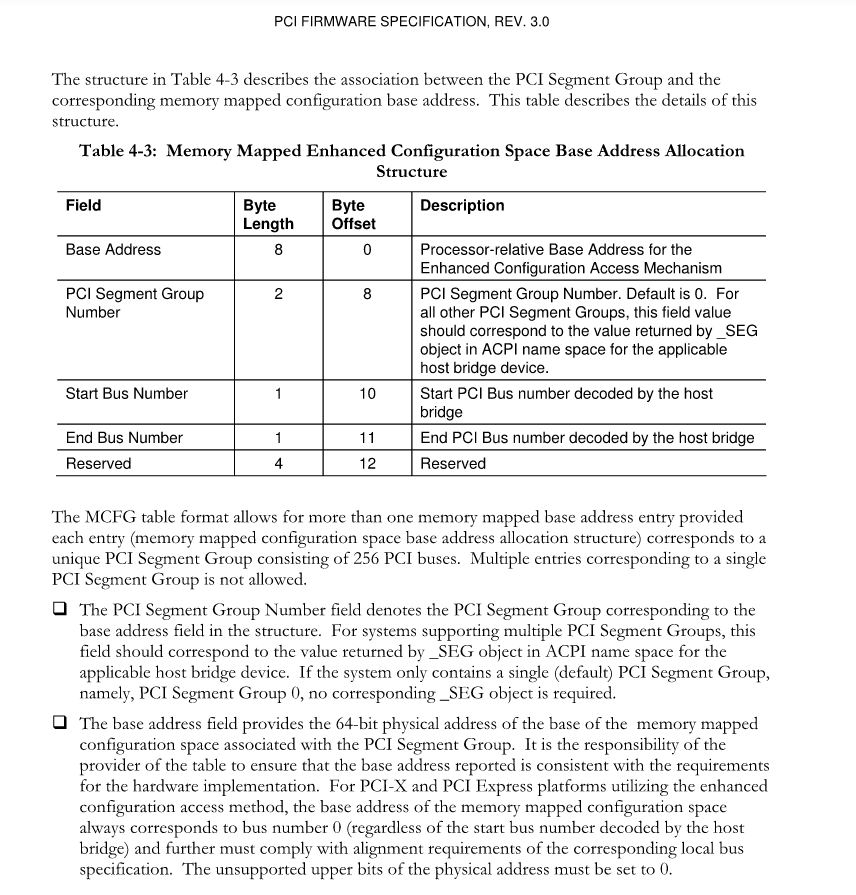 PCI FIRMWARE SPECIFICATION, REV. 3.0
The structure in Table 4-3 describes the association between the PCI Segment Group and the
corresponding memory mapped configuration base address.  This table describes the details of this
structure.
Table 4-3:  Memory Mapped Enhanced Configuration Space Base Address Allocation
Structure
Field Byte Length Byte Offset Description
Base Address 8 0 Processor-relative Base Address for the
Enhanced Configuration Access Mechanism
PCI Segment Group Number 2 8 PCI Segment Group Number. Default is 0.  For
all other PCI Segment Groups, this field value
should correspond to the value returned by _SEG
object in ACPI name space for the applicable
host bridge device.
Start Bus Number 1 10 Start PCI Bus number decoded by the host
bridge
End Bus Number 1 11 End PCI Bus number decoded by the host bridge
Reserved 4 12 Reserved
The MCFG table format allows for more than one memory mapped base address entry provided
each entry (memory mapped configuration space base address allocation structure) corresponds to a
unique PCI Segment Group consisting of 256 PCI buses.  Multiple entries corresponding to a single
PCI Segment Group is not allowed.
❑ The PCI Segment Group Number field denotes the PCI Segment Group corresponding to the
base address field in the structure.  For systems supporting multiple PCI Segment Groups, this
field should correspond to the value returned by _SEG object in ACPI name space for the
applicable host bridge device.  If the system only contains a single (default) PCI Segment Group,
namely, PCI Segment Group 0, no corresponding _SEG object is required.
❑ The base address field provides the 64-bit physical address of the base of the  memory mapped
configuration space associated with the PCI Segment Group.  It is the responsibility of the
provider of the table to ensure that the base address reported is consistent with the requirements
for the hardware implementation.  For PCI-X and PCI Express platforms utilizing the enhanced
configuration access method, the base address of the memory mapped configuration space
always corresponds to bus number 0 (regardless of the start bus number decoded by the host
bridge) and further must comply with alignment requirements of the corresponding local bus
specification.  The unsupported upper bits of the physical address must be set to 0.